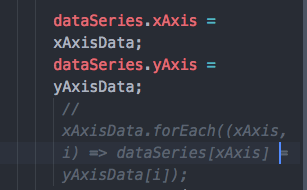 dataSeries.xAxis =
xAxisData;
dataSeries.yAxis =
yAxisData;
//
xAxisData.forEach((xAxis,
i) => dataSeries[xAxis] =
yAxisData[i]);